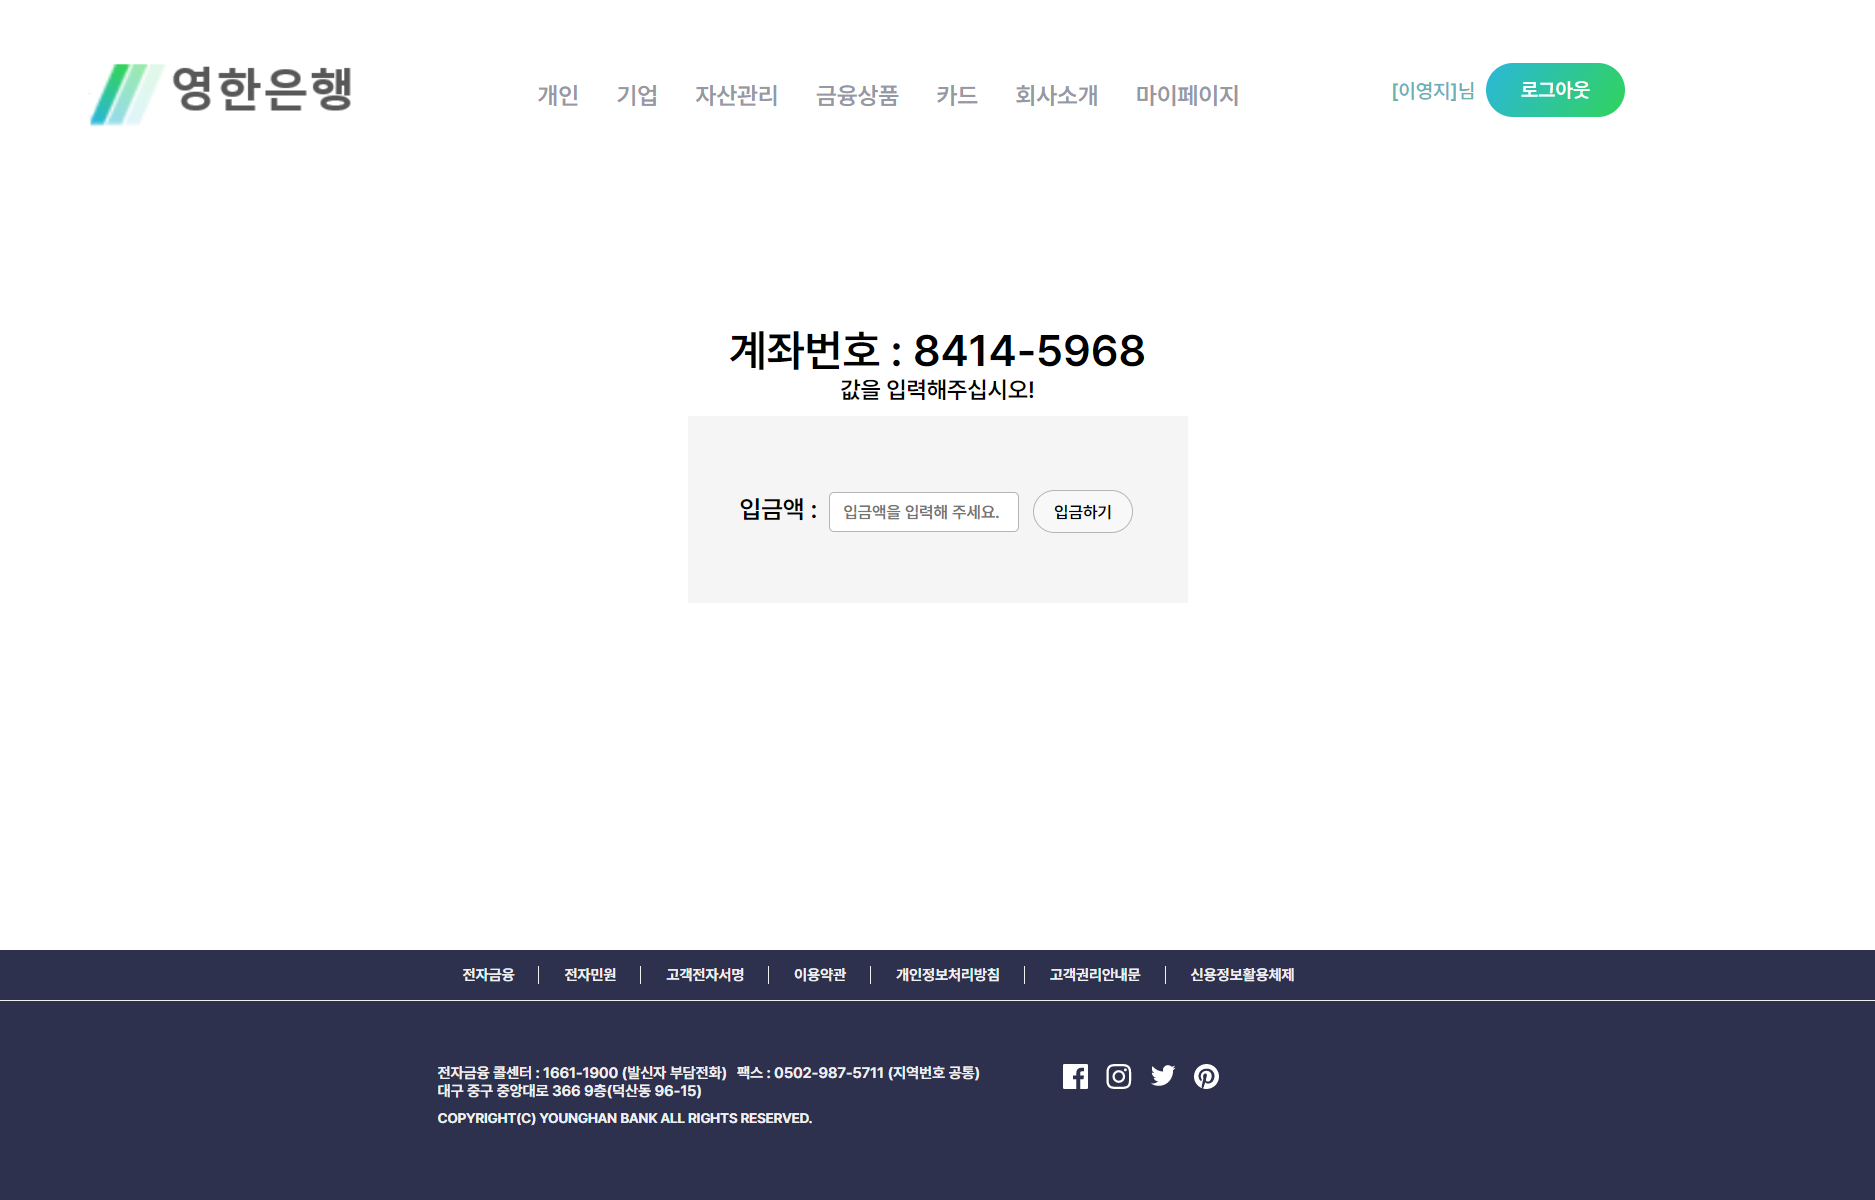 영한은행
개인 기업 자산관리 금융상품 카드 회사소개 마이페이지
[이영지]님 로그아웃
계좌번호 : 8414-5968
값을 입력해주십시오!
입금액 : 입금액을 입력해 주세요. 입금하기
전자금융 전자민원 고객전자서명 이용약관 개인정보처리방침 고객권리안내문 신용정보활용체제
전자금융 콜센터 : 1661-1900 (발신자 부담전화) 팩스 : 0502-987-5711 (지역번호 공통)
대구 중구 중앙대로 366 9층(덕산동 96-15)
COPYRIGHT(C) YOUNGHAN BANK ALL RIGHTS RESERVED.